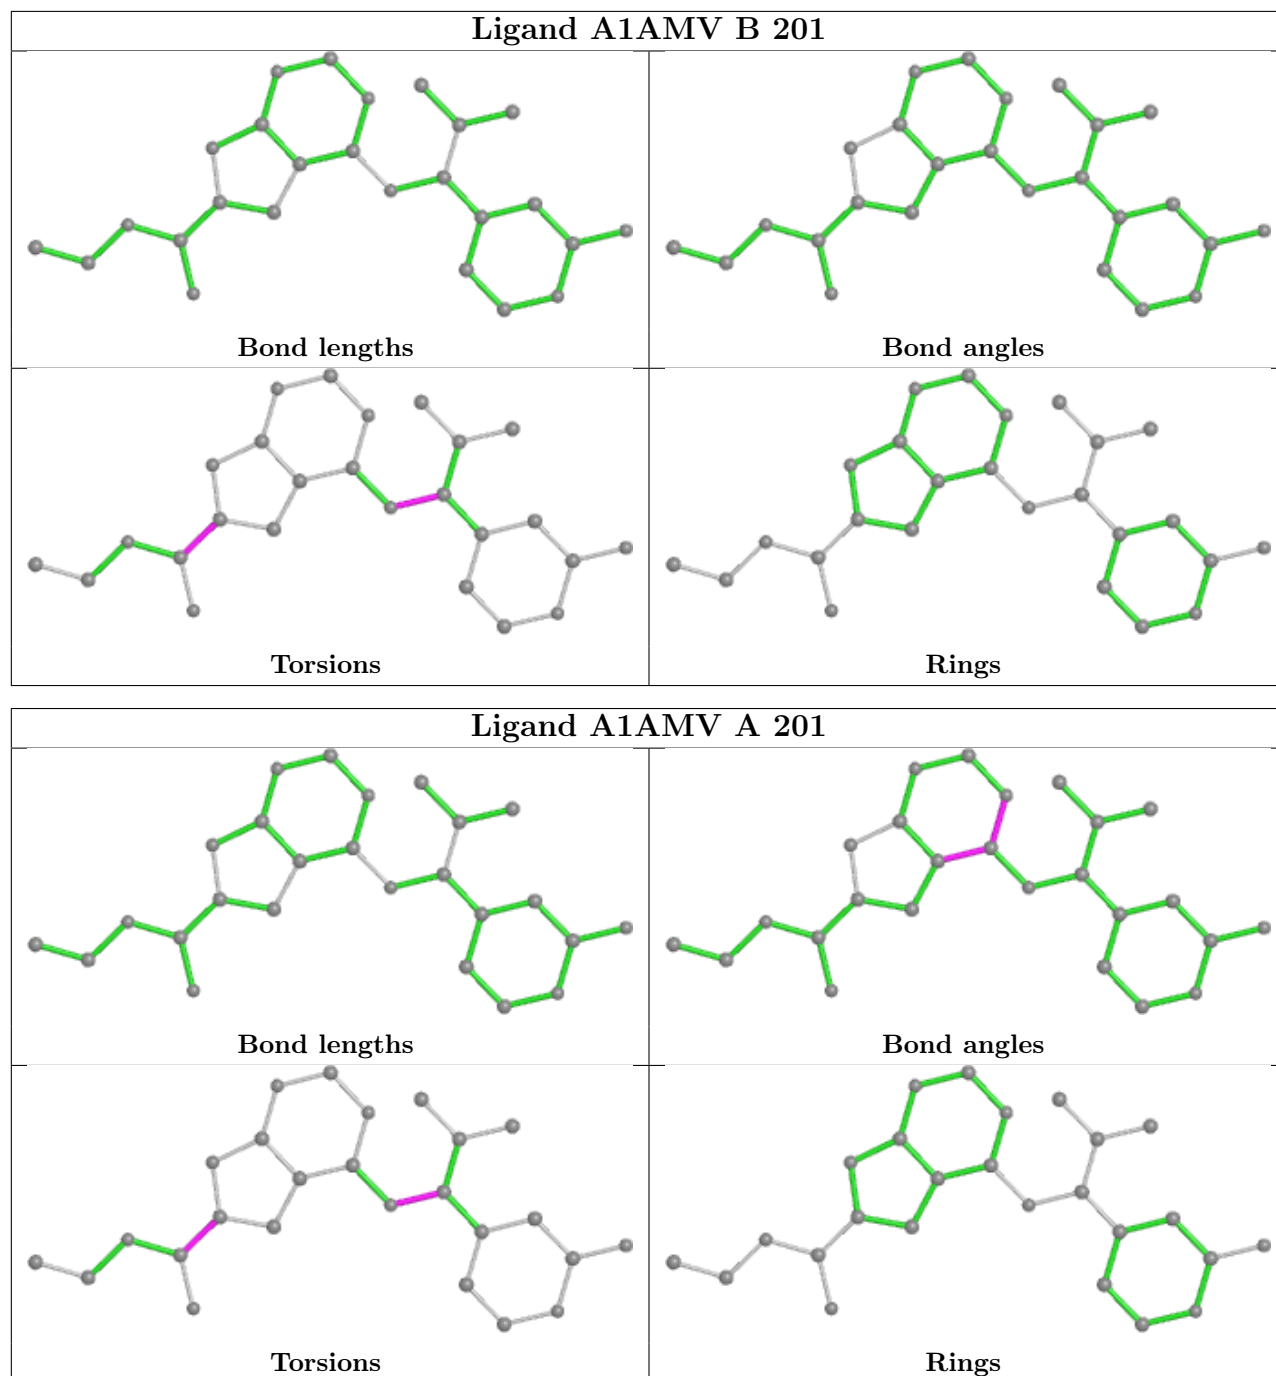 Ligand A1AMV B 201
Bond lengths
Bond angles
Torsions
Rings
Ligand A1AMV A 201
Bond lengths
Bond angles
Torsions
Rings